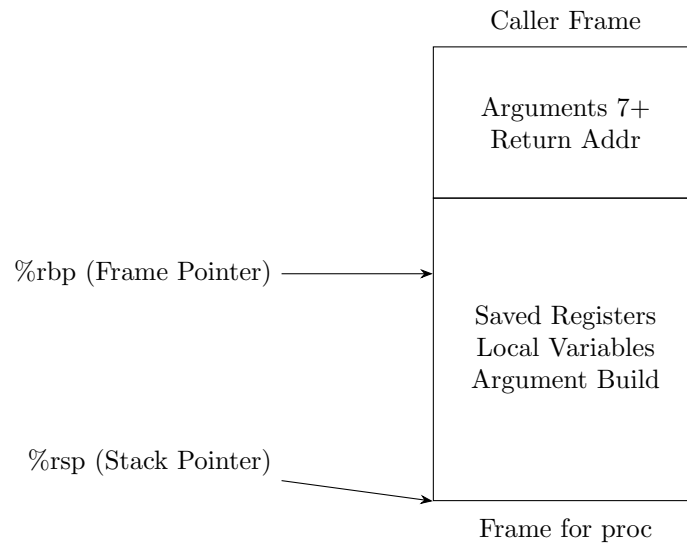 Caller Frame
Arguments 7+
Return Addr
%rbp (Frame Pointer)
Saved Registers
Local Variables
Argument Build
%rsp (Stack Pointer)
Frame for proc